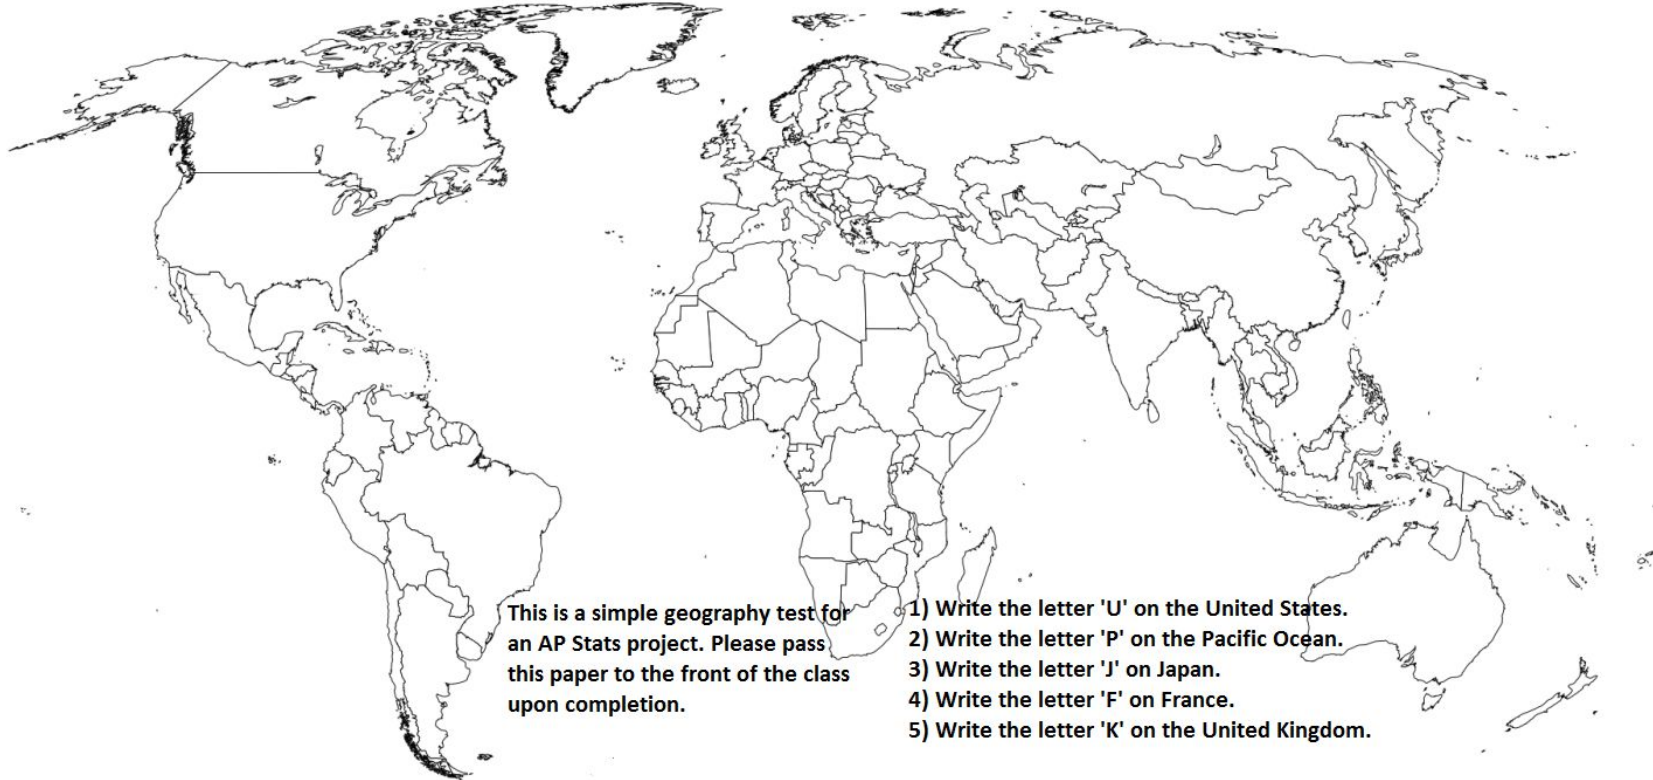 This is a simple geography test for
an AP Stats project. Please pass
this paper to the front of the class
upon completion.
1) Write the letter 'U' on the United States.
2) Write the letter 'P' on the Pacific Ocean.
3) Write the letter 'J' on Japan.
4) Write the letter 'F' on France.
5) Write the letter 'K' on the United Kingdom.